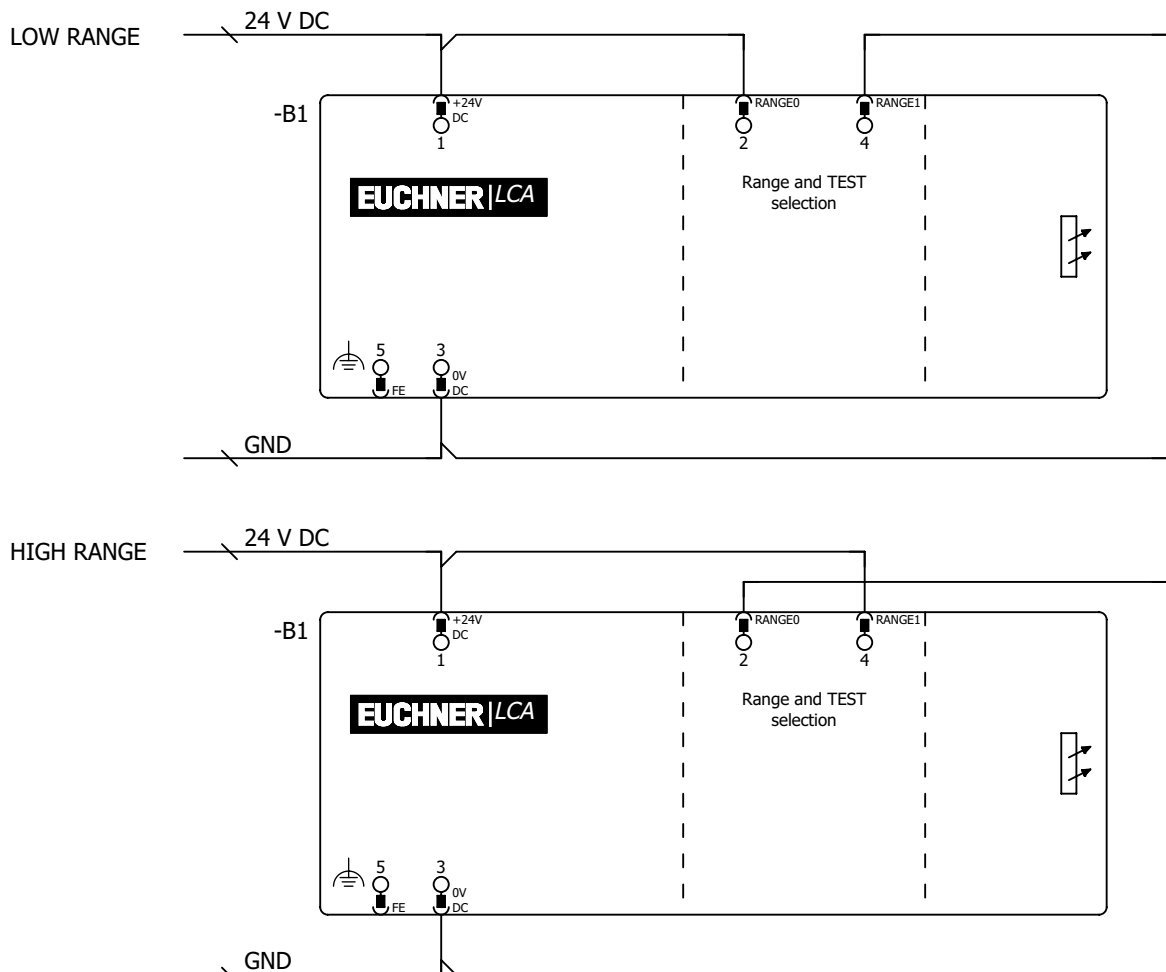 24 V DC
LOW RANGE
-B1
+24V
DC
1
RANGE0
2
RANGE1
4
EUCHNER|LCA
Range and TEST
selection
5
FE
3
0V
DC
GND
24 V DC
HIGH RANGE
-B1
+24V
DC
1
RANGE0
2
RANGE1
4
EUCHNER|LCA
Range and TEST
selection
5
FE
3
0V
DC
GND